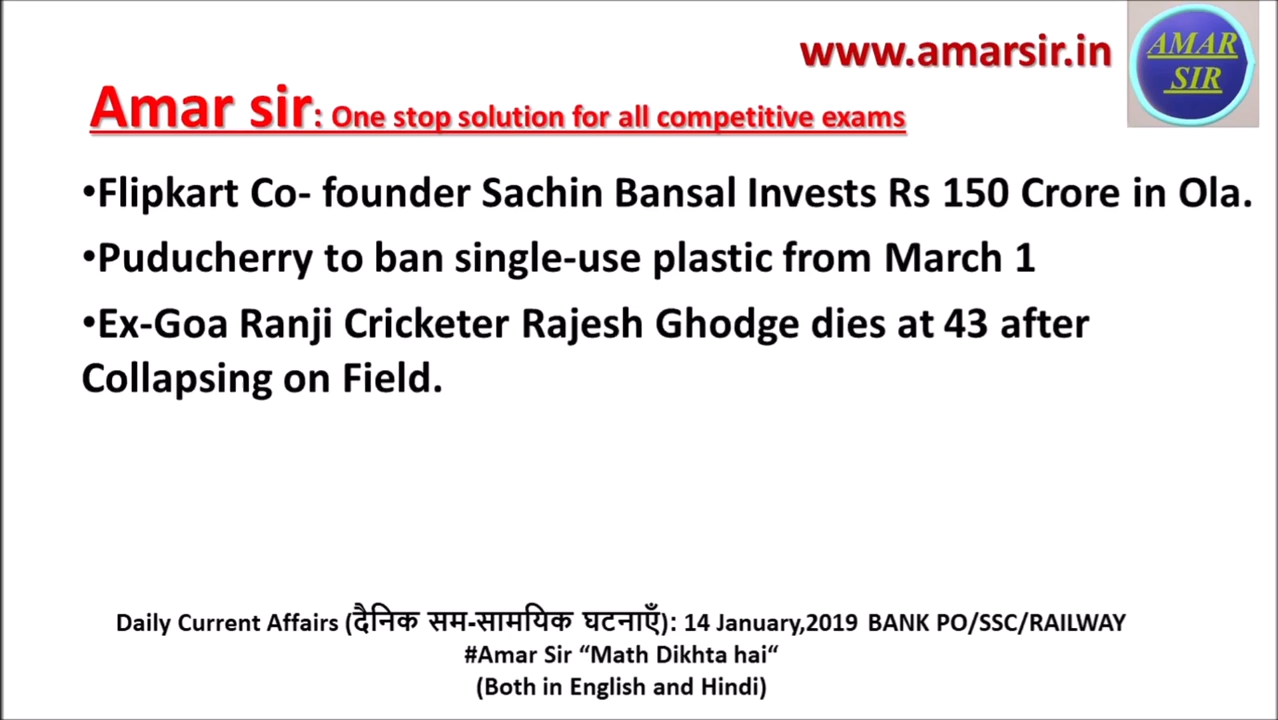 www.amarsir.in
AMAR
SIR
Amar sir: One stop solution for all competitive exams
•Flipkart Co- founder Sachin Bansal Invests Rs 150 Crore in Ola.
•Puducherry to ban single-use plastic from March 1
•Ex-Goa Ranji Cricketer Rajesh Ghodge dies at 43 after
Collapsing on Field.
Daily Current Affairs (दैनिक सम-सामयिक घटनाएँ): 14 January,2019 BANK PO/SSC/RAILWAY
#Amar Sir “Math Dikhta hai“
(Both in English and Hindi)